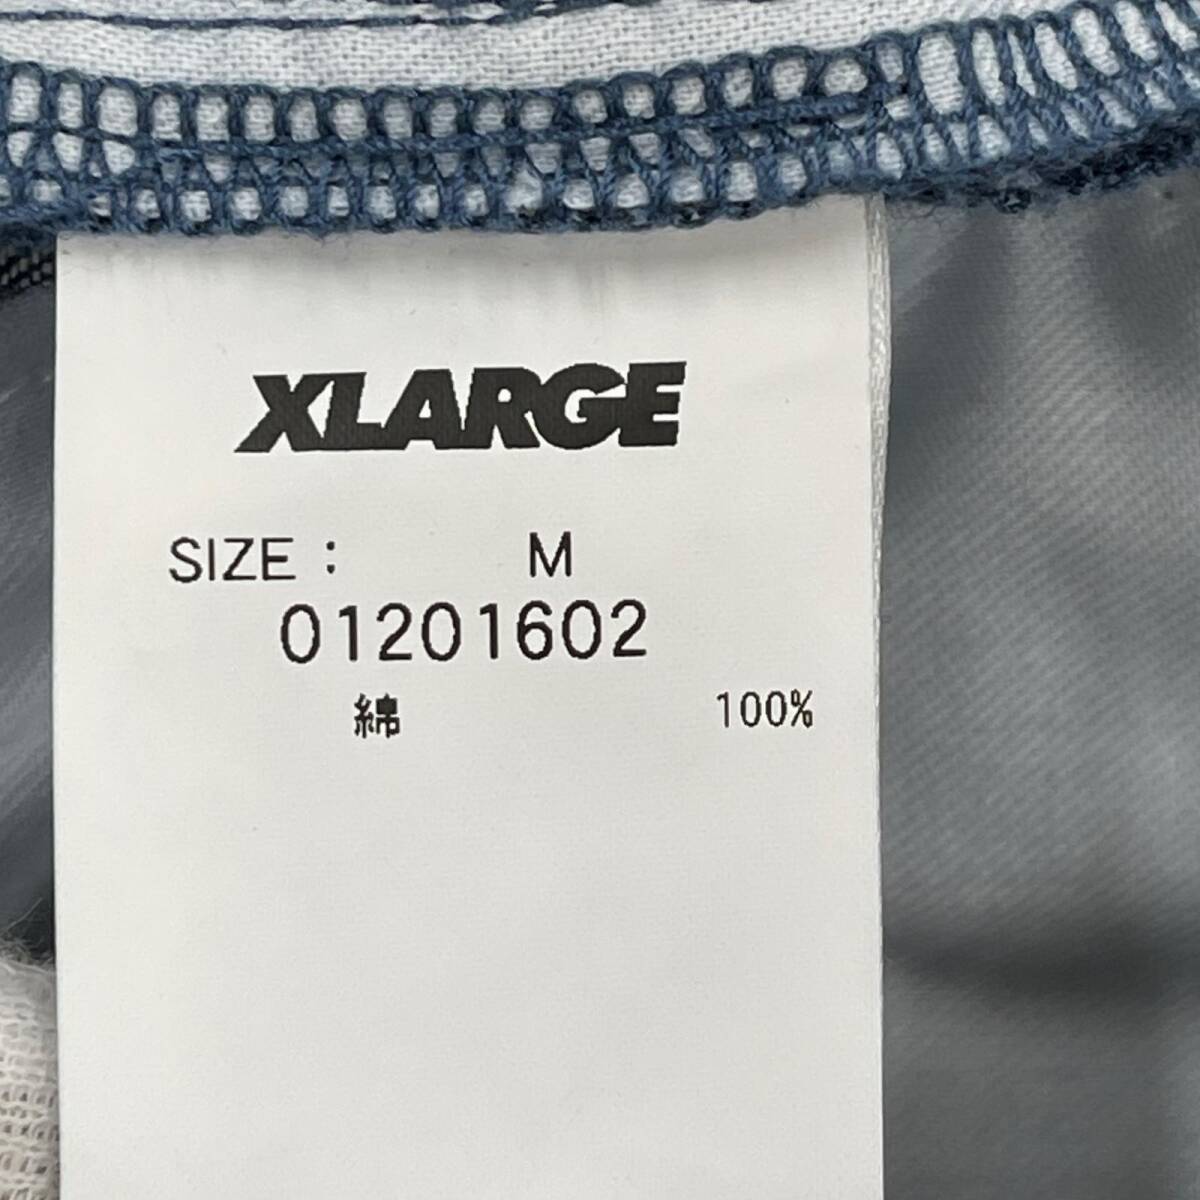 XLARGE
SIZE : M
01201602
綿 100%